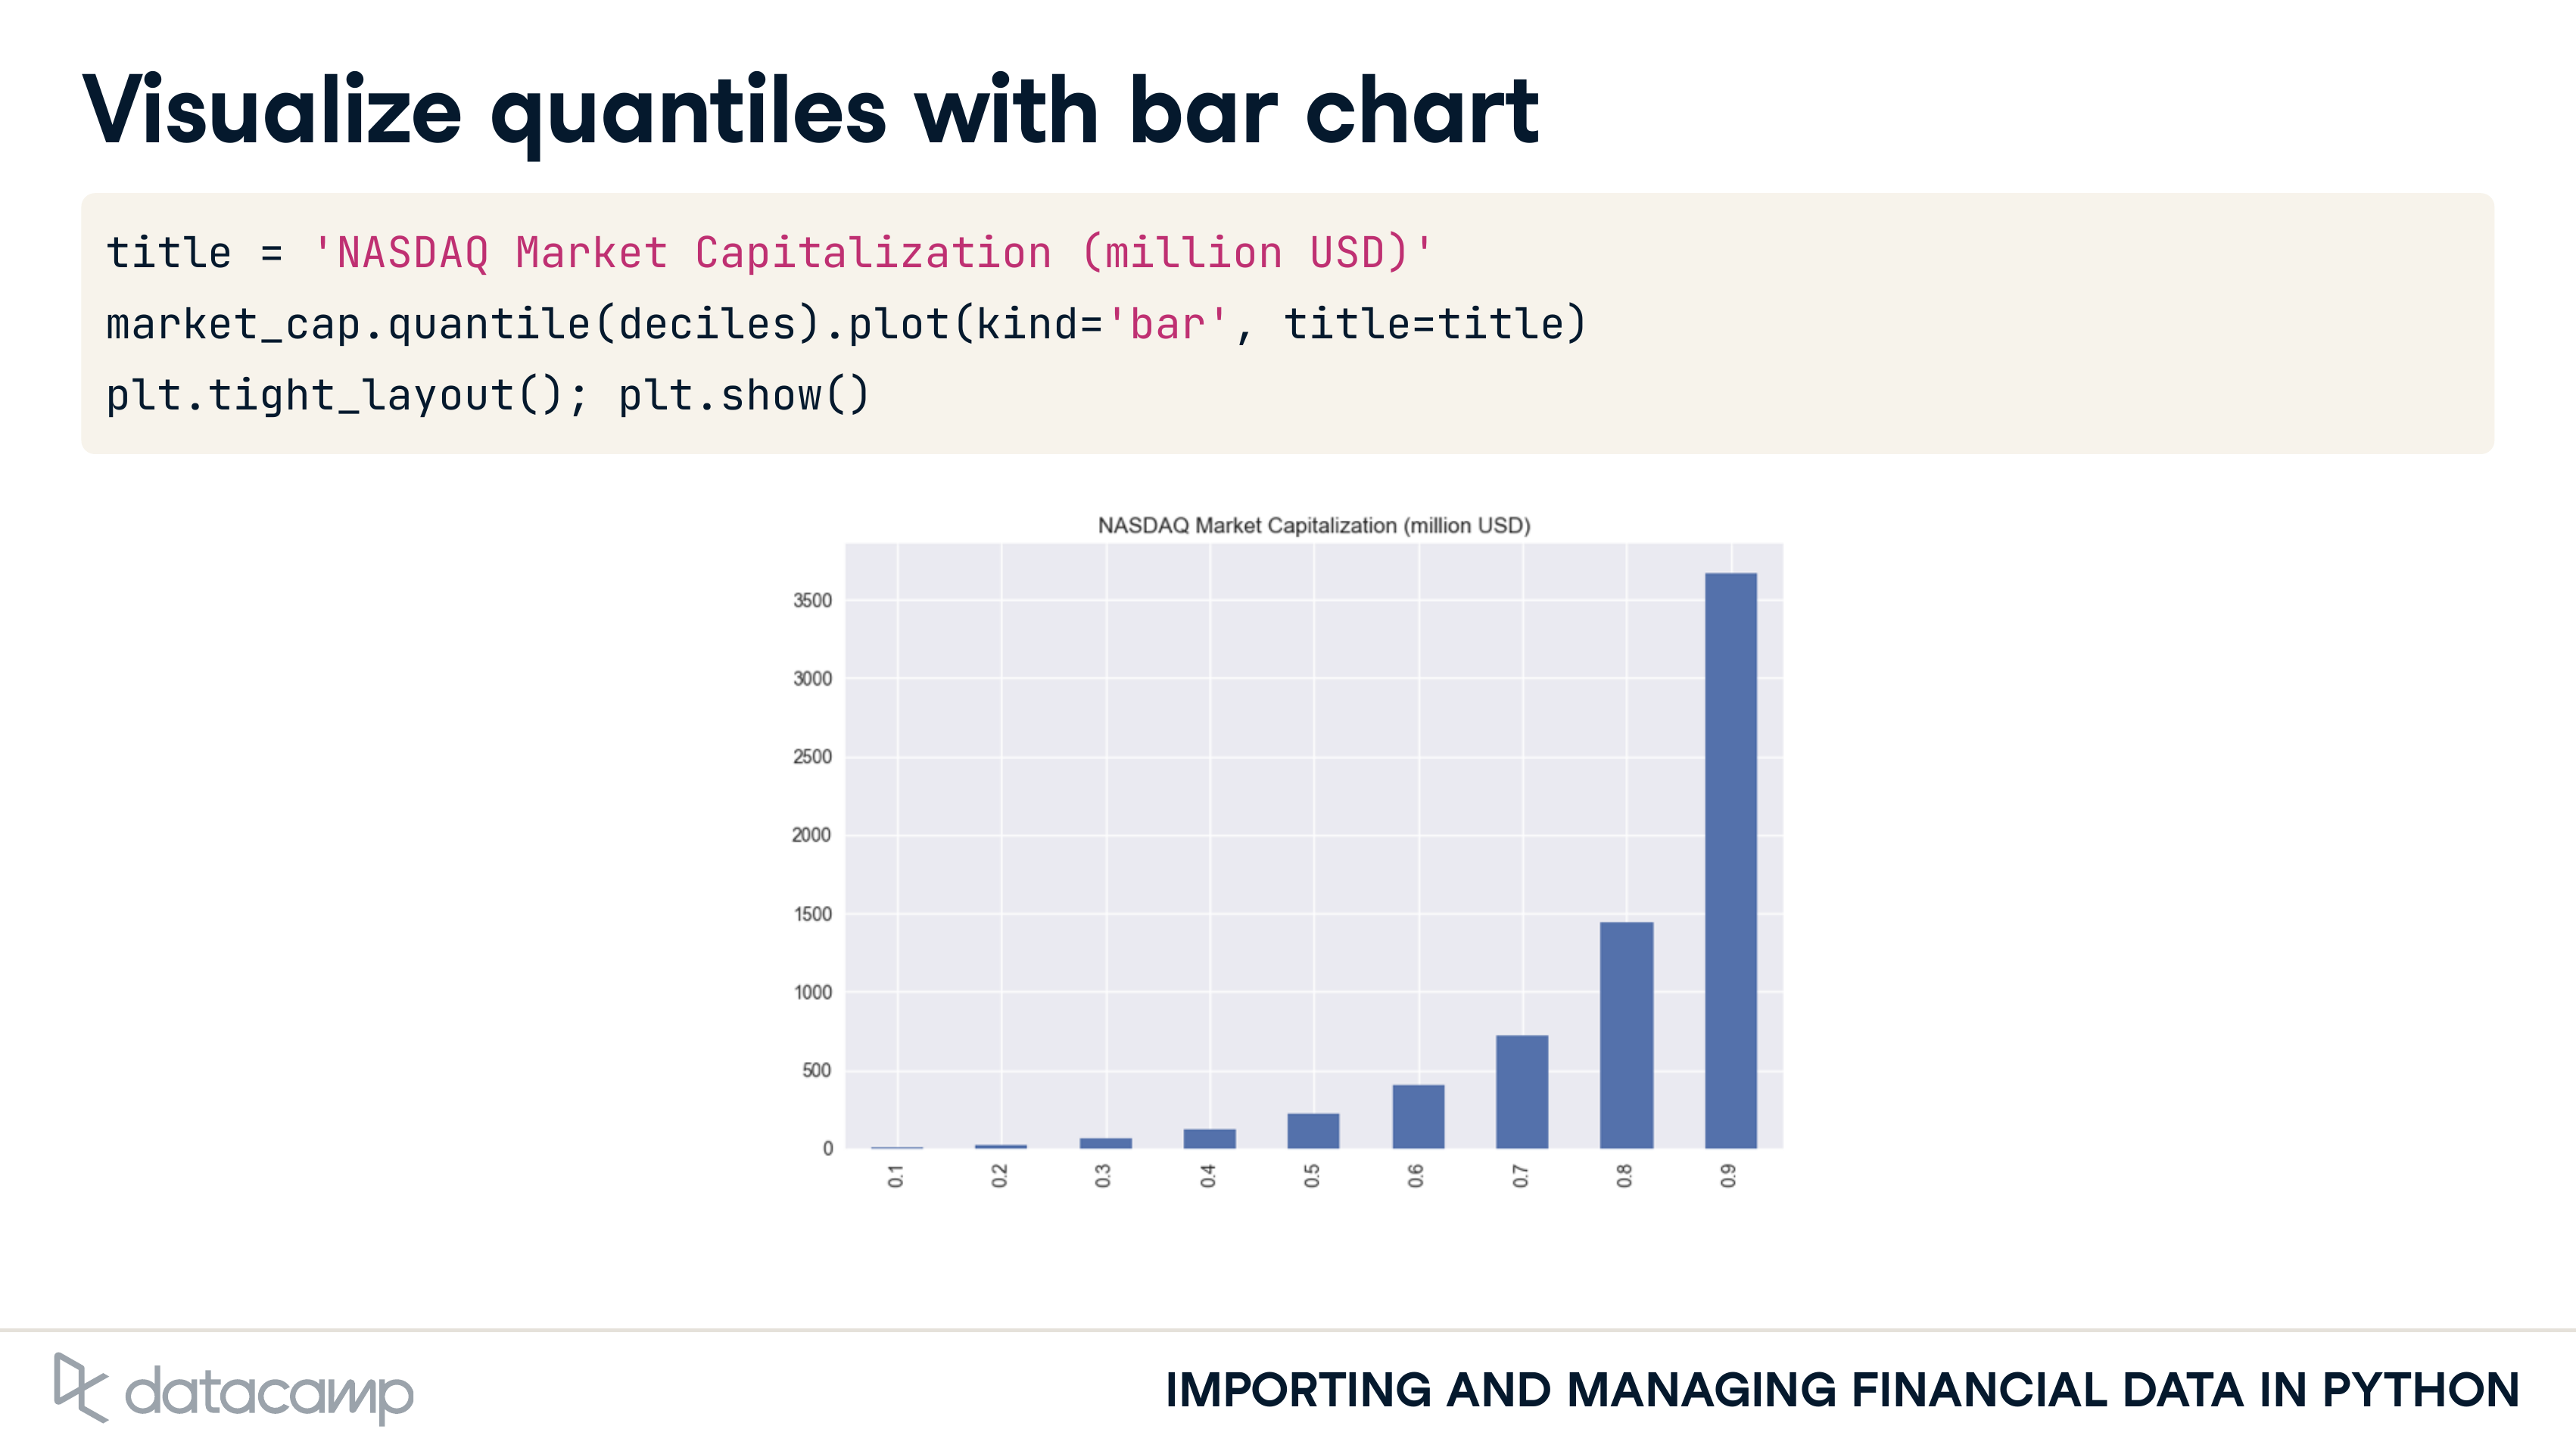 Visualize quantiles with bar chart
title = 'NASDAQ Market Capitalization (million USD)'
market_cap.quantile(deciles).plot(kind='bar', title=title)
plt.tight_layout(); plt.show()
NASDAQ Market Capitalization (million USD)
3500
3000
2500
2000
1500
1000
500
0
0.1 0.2 0.3 0.4 0.5 0.6 0.7 0.8 0.9
datacamp
IMPORTING AND MANAGING FINANCIAL DATA IN PYTHON